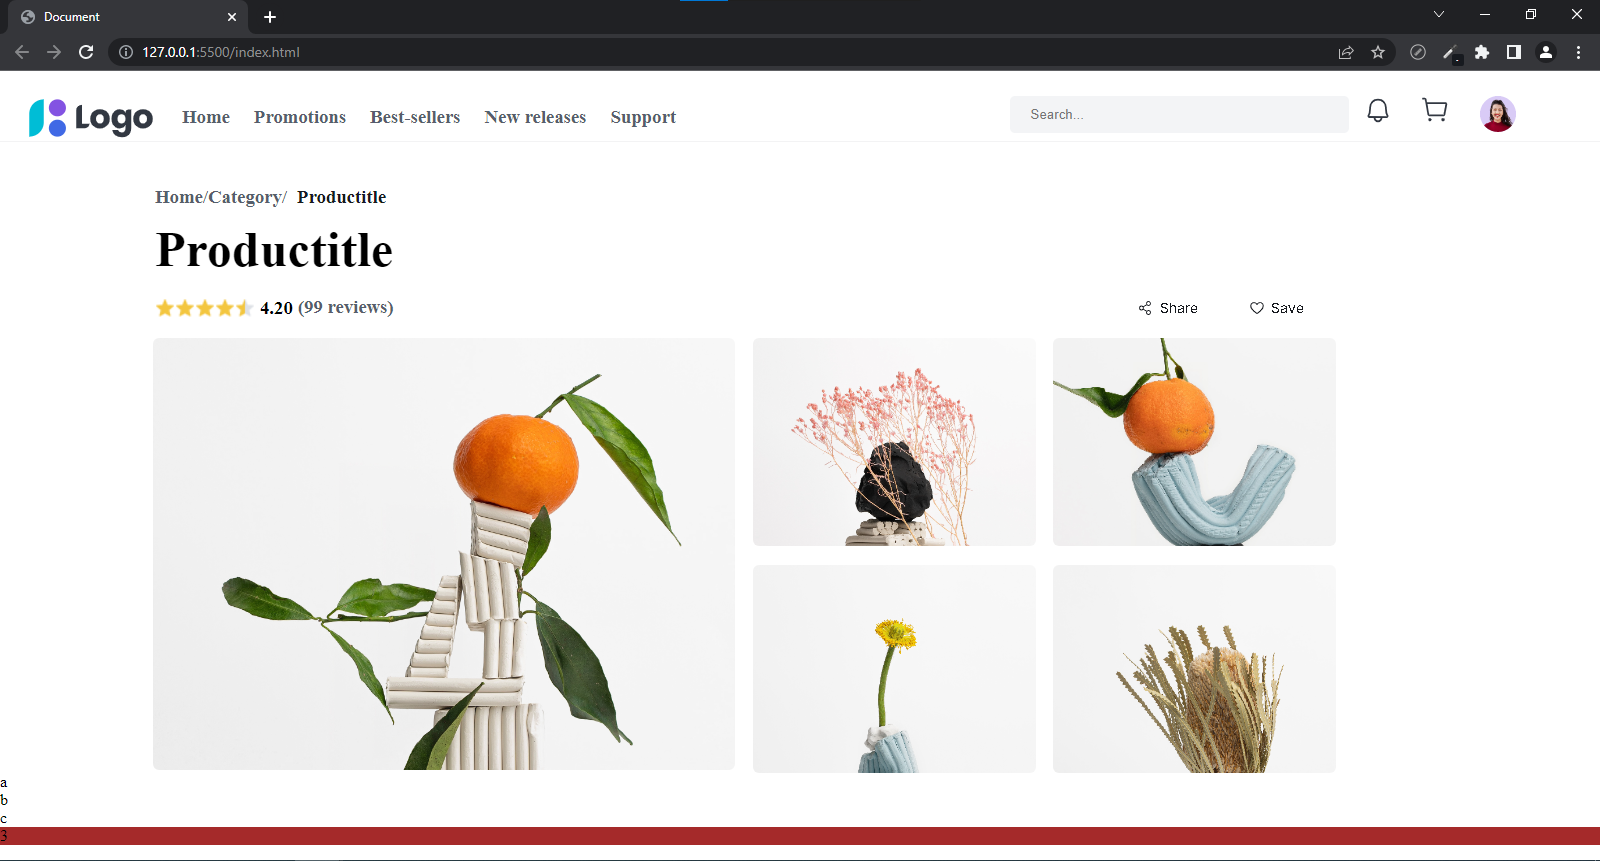 Document
127.0.0.1:5500/index.html
Logo Home Promotions Best-sellers New releases Support Search...
Home/Category/ Productitle
Productitle
4.20 (99 reviews) Share Save
a
b
c
3